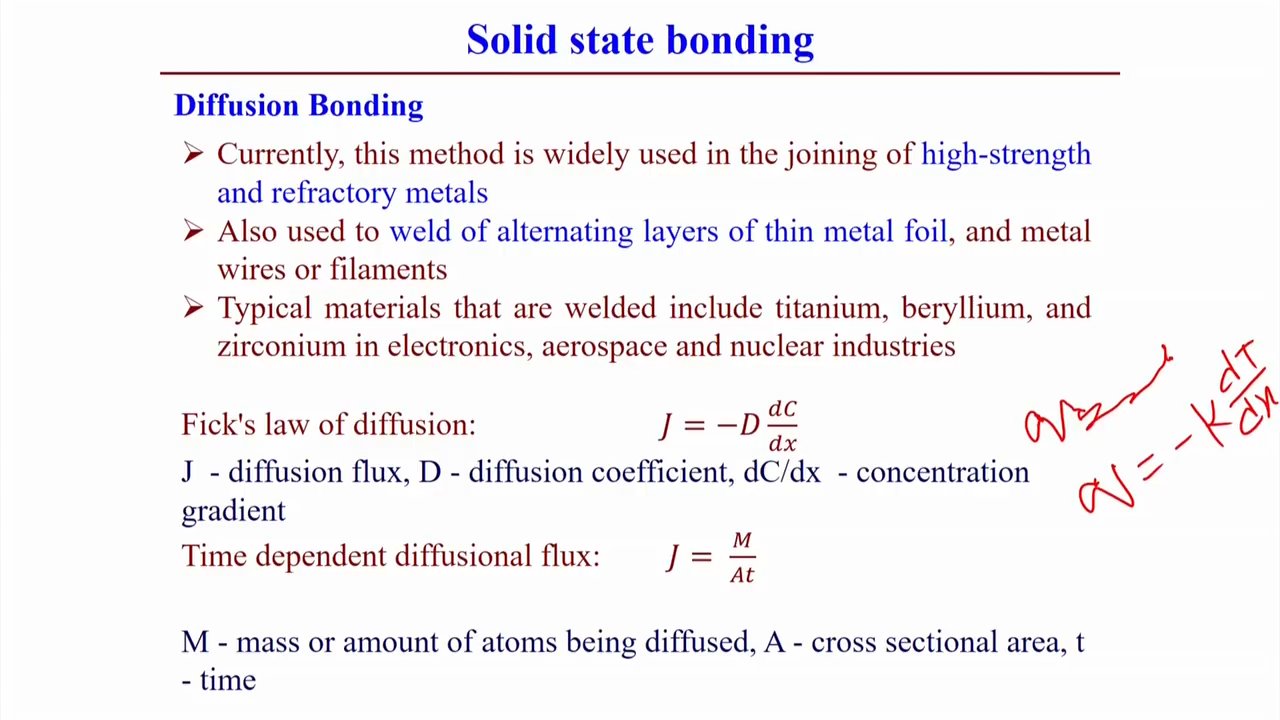 Solid state bonding
Diffusion Bonding
➢ Currently, this method is widely used in the joining of high-strength
and refractory metals
➢ Also used to weld of alternating layers of thin metal foil, and metal
wires or filaments
➢ Typical materials that are welded include titanium, beryllium, and
zirconium in electronics, aerospace and nuclear industries
Fick's law of diffusion: J = −D dC/dx
J - diffusion flux, D - diffusion coefficient, dC/dx - concentration
gradient
= -K dT/dx
Time dependent diffusional flux: J = M/At
M - mass or amount of atoms being diffused, A - cross sectional area, t
- time